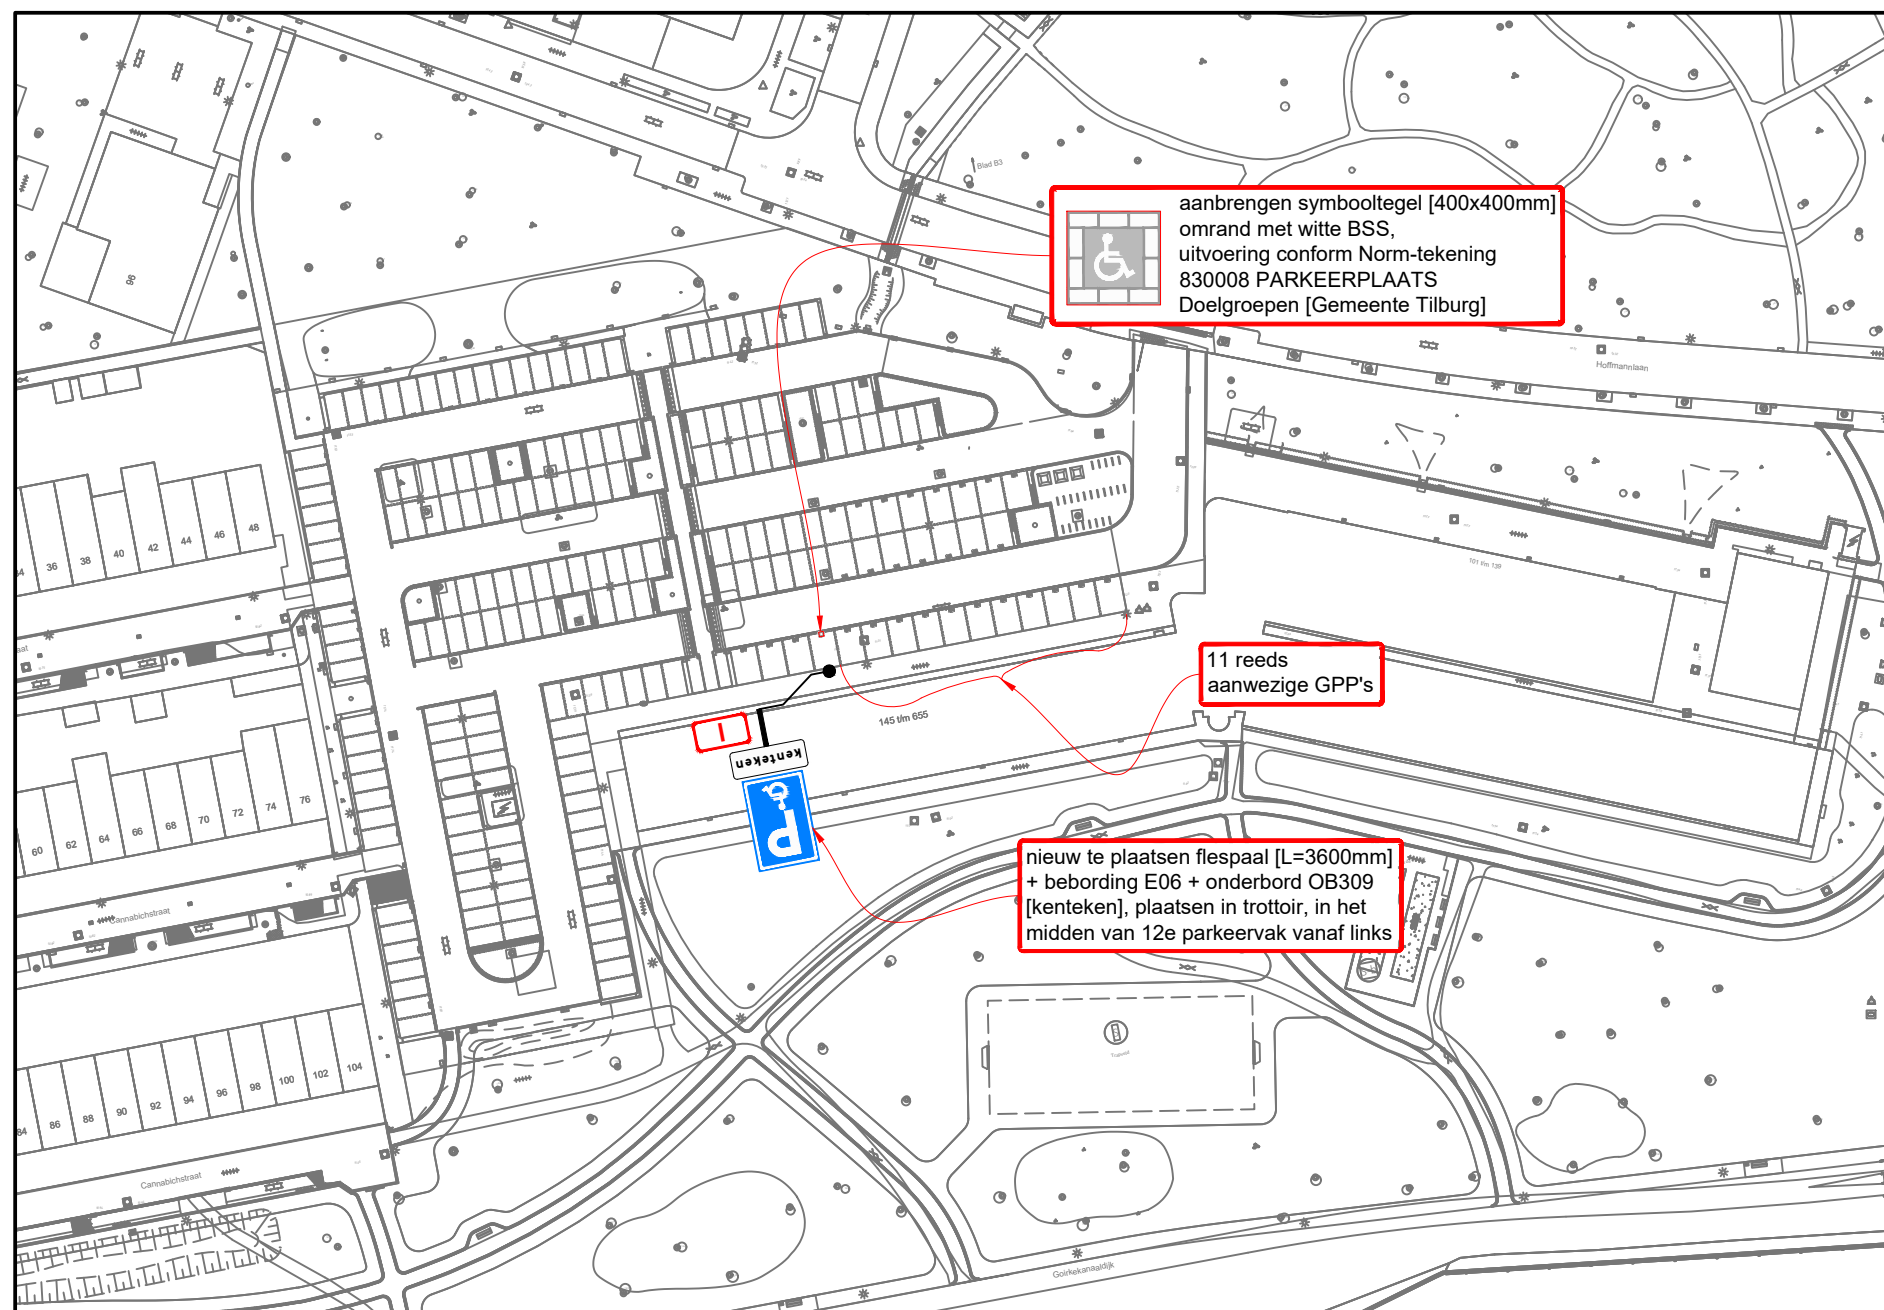 Blad B3
aanbrengen symbooltegel [400x400mm]
omrand met witte BSS,
uitvoering conform Norm-tekening
830008 PARKEERPLAATS
Doelgroepen [Gemeente Tilburg]
96
Hoffmannlaan
36
38
40
42
44
46
48
101 t/m 139
11 reeds
aanwezige GPP's
145 t/m 655
I
kenteken
P
nieuw te plaatsen flespaal [L=3600mm]
+ bebording E06 + onderbord OB309
[kenteken], plaatsen in trottoir, in het
midden van 12e parkeervak vanaf links
60
62
64
66
68
70
72
74
76
Cannabichstraat
84
86
88
90
92
94
96
98
100
102
104
Cannabichstraat
Trapveld
Goirkekanaaldijk